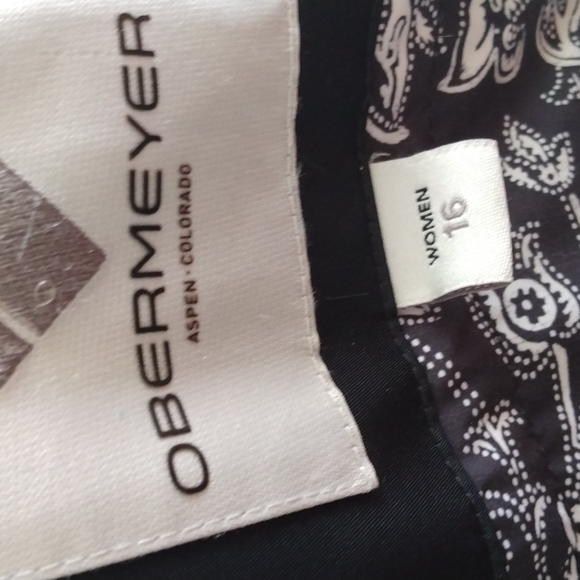 OBERMEYER
ASPEN · COLORADO
WOMEN
16